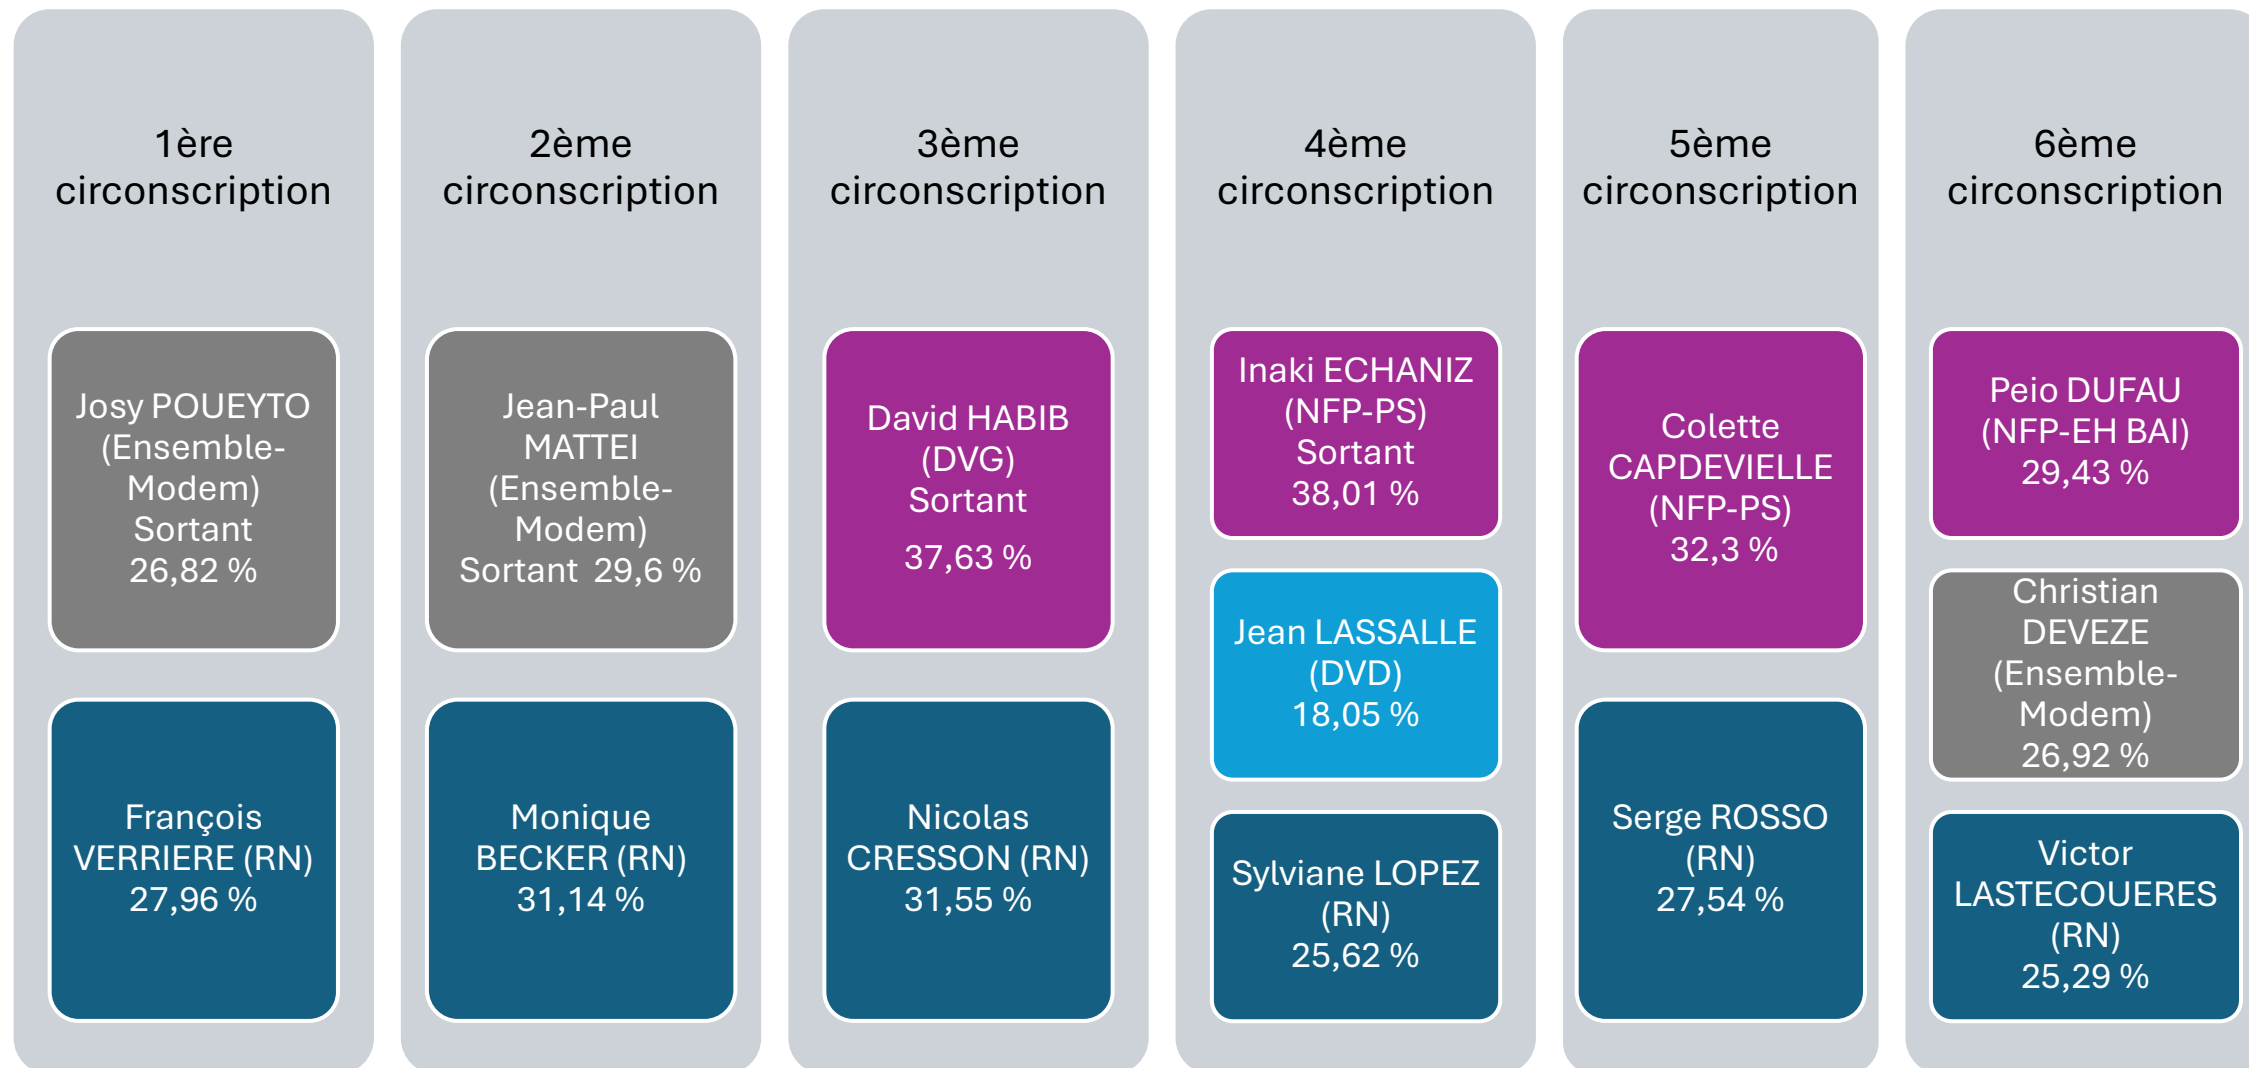 1ère
circonscription
Josy POUEYTO
(Ensemble-
Modem)
Sortant
26,82 %
François
VERRIERE (RN)
27,96 %
2ème
circonscription
Jean-Paul
MATTEI
(Ensemble-
Modem)
Sortant 29,6 %
Monique
BECKER (RN)
31,14 %
3ème
circonscription
David HABIB
(DVG)
Sortant
37,63 %
Nicolas
CRESSON (RN)
31,55 %
4ème
circonscription
Inaki ECHANIZ
(NFP-PS)
Sortant
38,01 %
Jean LASSALLE
(DVD)
18,05 %
Sylviane LOPEZ
(RN)
25,62 %
5ème
circonscription
Colette
CAPDEVIELLE
(NFP-PS)
32,3 %
Serge ROSSO
(RN)
27,54 %
6ème
circonscription
Peio DUFAU
(NFP-EH BAI)
29,43 %
Christian
DEVEZE
(Ensemble-
Modem)
26,92 %
Victor
LASTECOUERES
(RN)
25,29 %